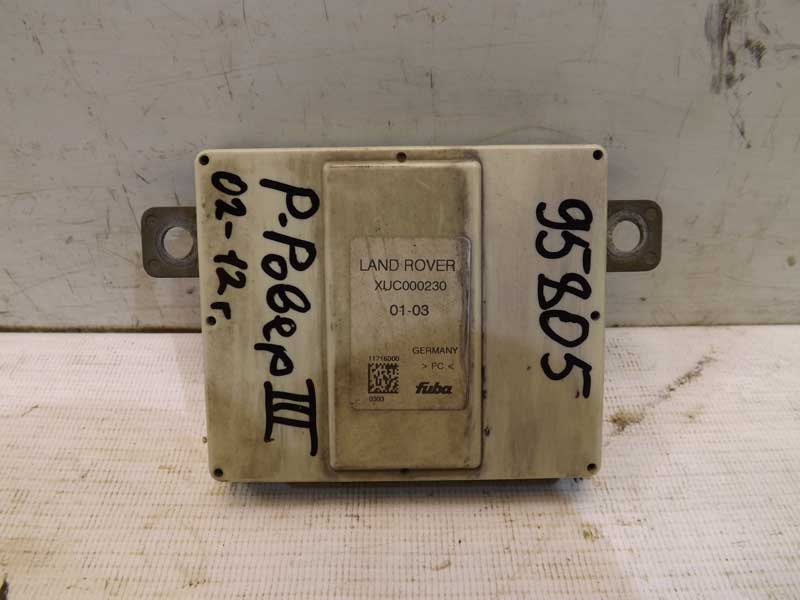 Р-Ровер III
02-12г
LAND ROVER
XUC000230
01-03
GERMANY
11716000
> PC <
0303
fuba
95805